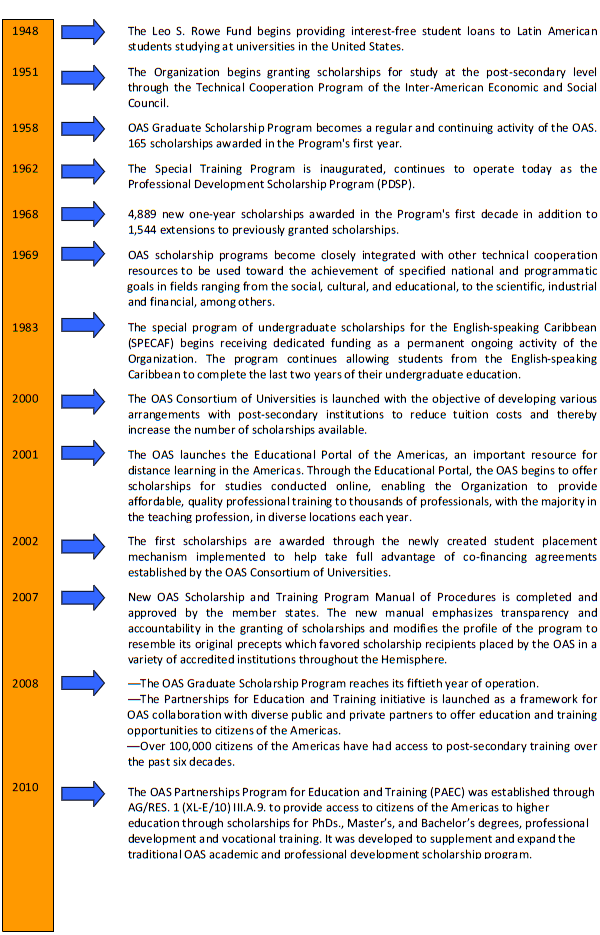 1948
The Leo S. Rowe Fund begins providing interest-free student loans to Latin American
students studying at universities in the United States.
1951
The Organization begins granting scholarships for study at the post-secondary level
through the Technical Cooperation Program of the Inter-American Economic and Social
Council.
1958
OAS Graduate Scholarship Program becomes a regular and continuing activity of the OAS.
165 scholarships awarded in the Program's first year.
1962
The Special Training Program is inaugurated, continues to operate today as the
Professional Development Scholarship Program (PDSP).
1968
4,889 new one-year scholarships awarded in the Program's first decade in addition to
1,544 extensions to previously granted scholarships.
1969
OAS scholarship programs become closely integrated with other technical cooperation
resources to be used toward the achievement of specified national and programmatic
goals in fields ranging from the social, cultural, and educational, to the scientific, industrial
and financial, among others.
1983
The special program of undergraduate scholarships for the English-speaking Caribbean
(SPECAF) begins receiving dedicated funding as a permanent ongoing activity of the
Organization. The program continues allowing students from the English-speaking
Caribbean to complete the last two years of their undergraduate education.
2000
The OAS Consortium of Universities is launched with the objective of developing various
arrangements with post-secondary institutions to reduce tuition costs and thereby
increase the number of scholarships available.
2001
The OAS launches the Educational Portal of the Americas, an important resource for
distance learning in the Americas. Through the Educational Portal, the OAS begins to offer
scholarships for studies conducted online, enabling the Organization to provide
affordable, quality professional training to thousands of professionals, with the majority in
the teaching profession, in diverse locations each year.
2002
The first scholarships are awarded through the newly created student placement
mechanism implemented to help take full advantage of co-financing agreements
established by the OAS Consortium of Universities.
2007
New OAS Scholarship and Training Program Manual of Procedures is completed and
approved by the member states. The new manual emphasizes transparency and
accountability in the granting of scholarships and modifies the profile of the program to
resemble its original precepts which favored scholarship recipients placed by the OAS in a
variety of accredited institutions throughout the Hemisphere.
2008
—The OAS Graduate Scholarship Program reaches its fiftieth year of operation.
—The Partnerships for Education and Training initiative is launched as a framework for
OAS collaboration with diverse public and private partners to offer education and training
opportunities to citizens of the Americas.
—Over 100,000 citizens of the Americas have had access to post-secondary training over
the past six decades.
2010
The OAS Partnerships Program for Education and Training (PAEC) was established through
AG/RES. 1 (XL-E/10) III.A.9. to provide access to citizens of the Americas to higher
education through scholarships for PhDs., Master's, and Bachelor's degrees, professional
development and vocational training. It was developed to supplement and expand the
traditional OAS academic and professional development scholarship program.